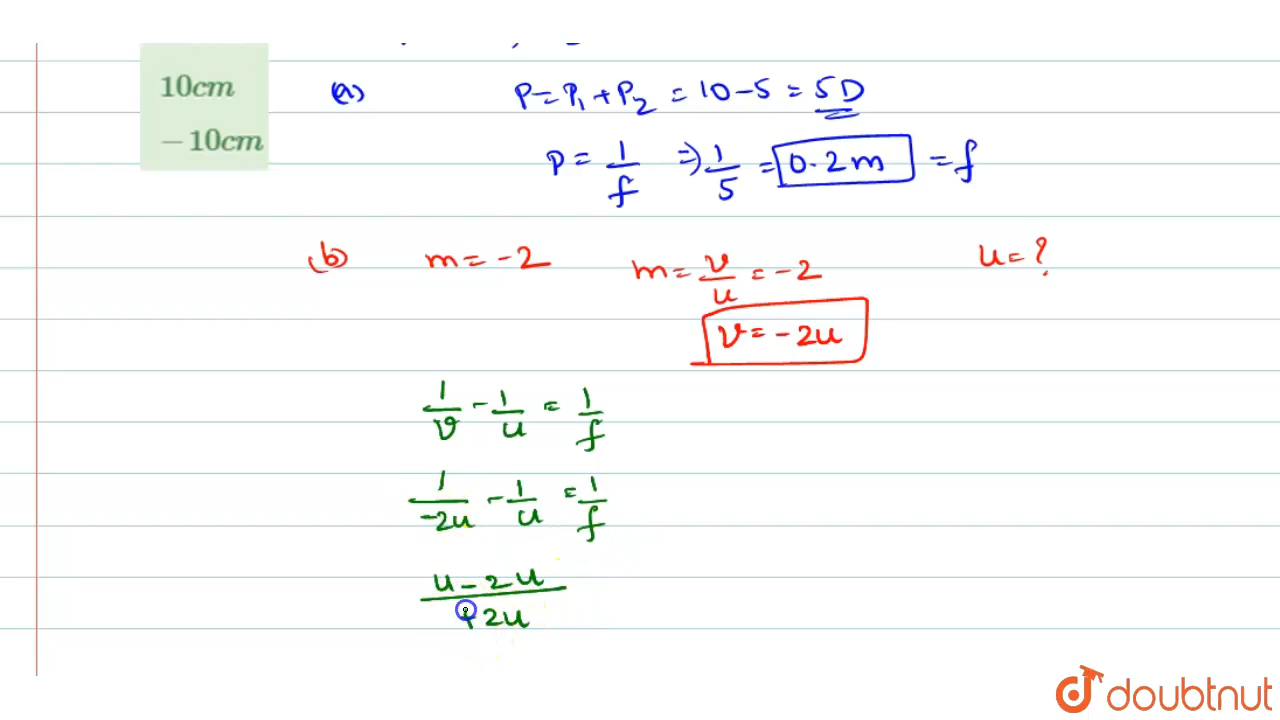 10cm
−10cm
(a) P = P₁ + P₂ = 10 − 5 = 5D
P = 1/f ⇒ 1/5 = 0.2m = f
(b) m = -2 m = v/u = -2 u = ?
v = -2u
1/v - 1/u = 1/f
1/-2u - 1/u = 1/f
u - 2u / +2u
doubtnut